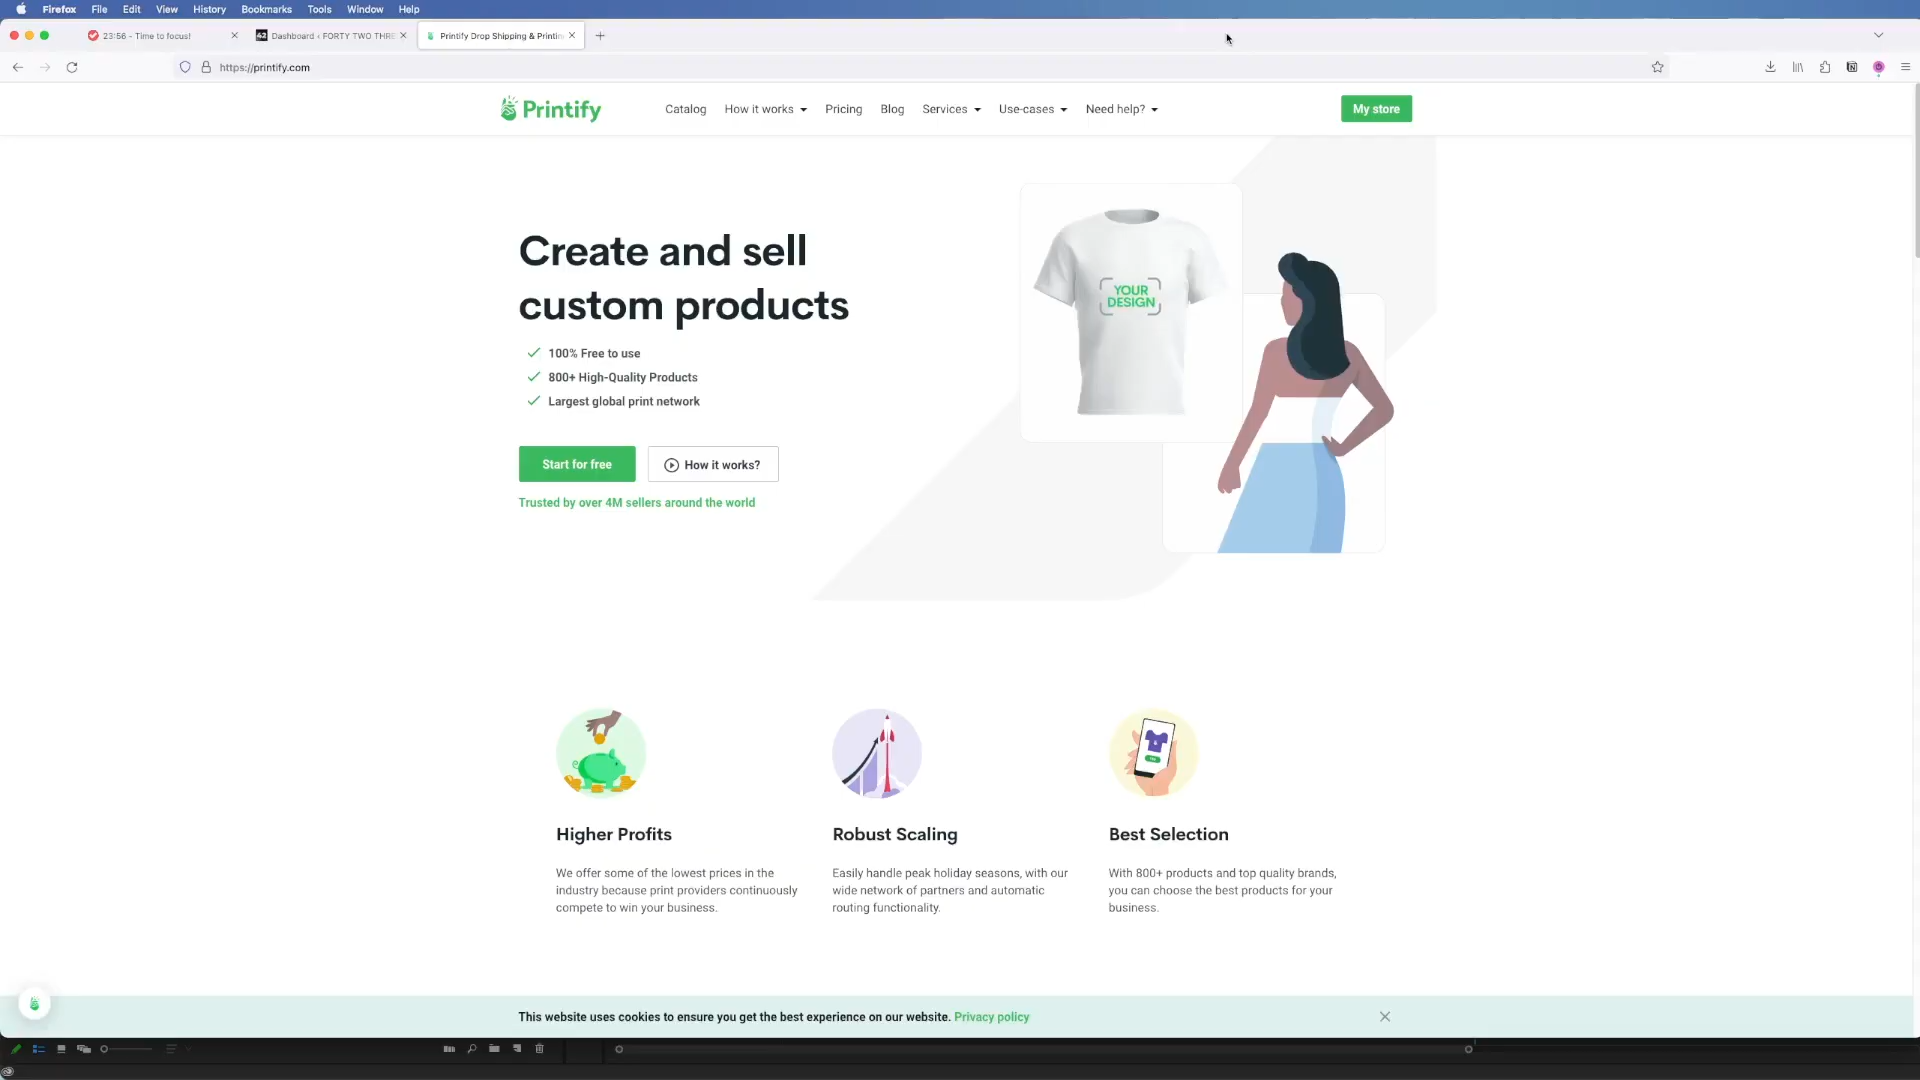 Firefox File Edit View History Bookmarks Tools Window Help
23:56 - Time to focus!
Dashboard ‹ FORTY TWO THRE
Printify Drop Shipping & Printin
https://printify.com
Printify
Catalog How it works Pricing Blog Services Use-cases Need help?
My store
Create and sell
custom products
100% Free to use
800+ High-Quality Products
Largest global print network
Start for free
How it works?
Trusted by over 4M sellers around the world
YOUR
DESIGN
Higher Profits
We offer some of the lowest prices in the
industry because print providers continuously
compete to win your business.
Robust Scaling
Easily handle peak holiday seasons, with our
wide network of partners and automatic
routing functionality.
Best Selection
With 800+ products and top quality brands,
you can choose the best products for your
business.
This website uses cookies to ensure you get the best experience on our website. Privacy policy